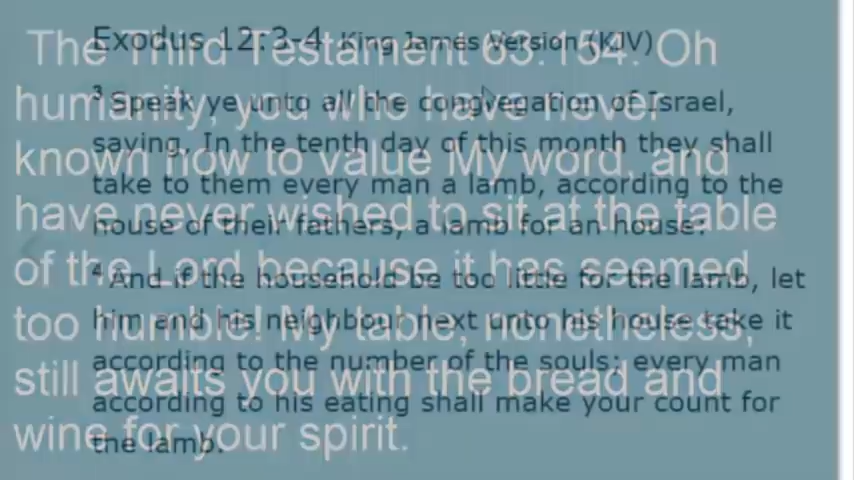 The Third Testament 63:154. Oh
humanity, you who have never
known how to value My word, and
have never wished to sit at the table
of the Lord because it has seemed
too humble! My table, nonetheless,
still awaits you with the bread and
wine for your spirit.
Exodus 12:3-4 King James Version (KJV)
3 Speak ye unto all the congregation of Israel,
saying, In the tenth day of this month they shall
take to them every man a lamb, according to the
house of their fathers, a lamb for an house:
4 And if the household be too little for the lamb, let
him and his neighbour next unto his house take it
according to the number of the souls; every man
according to his eating shall make your count for
the lamb.